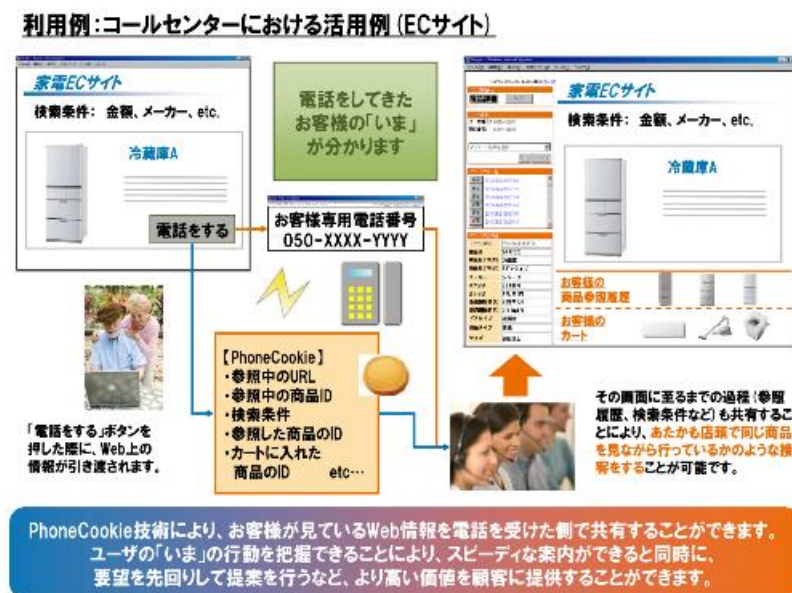 利用例:コールセンターにおける活用例(ECサイト)
家電ECサイト
検索条件: 金額、メーカー、etc.
冷蔵庫A
電話をする
電話をしてきた
お客様の「いま」
が分かります
お客様専用電話番号
050-XXXX-YYYY
家電ECサイト
検索条件: 金額、メーカー、etc.
冷蔵庫A
お客様の
商品参照履歴
お客様の
カート
「電話をする」ボタンを
押した際に、Web上の
情報が引き渡されます。
【PhoneCookie】
・参照中のURL
・参照中の商品ID
・検索条件
・参照した商品のID
・カートに入れた
商品のID etc…
その画面に至るまでの過程(参照
履歴、検索条件など)も共有するこ
とにより、あたかも店頭で同じ商品
を見ながら行っているかのような接
客をすることが可能です。
PhoneCookie技術により、お客様が見ているWeb情報を電話を受けた側で共有することができます。
ユーザの「いま」の行動を把握できることにより、スピーディな案内ができると同時に、
要望を先回りして提案を行うなど、より高い価値を顧客に提供することができます。